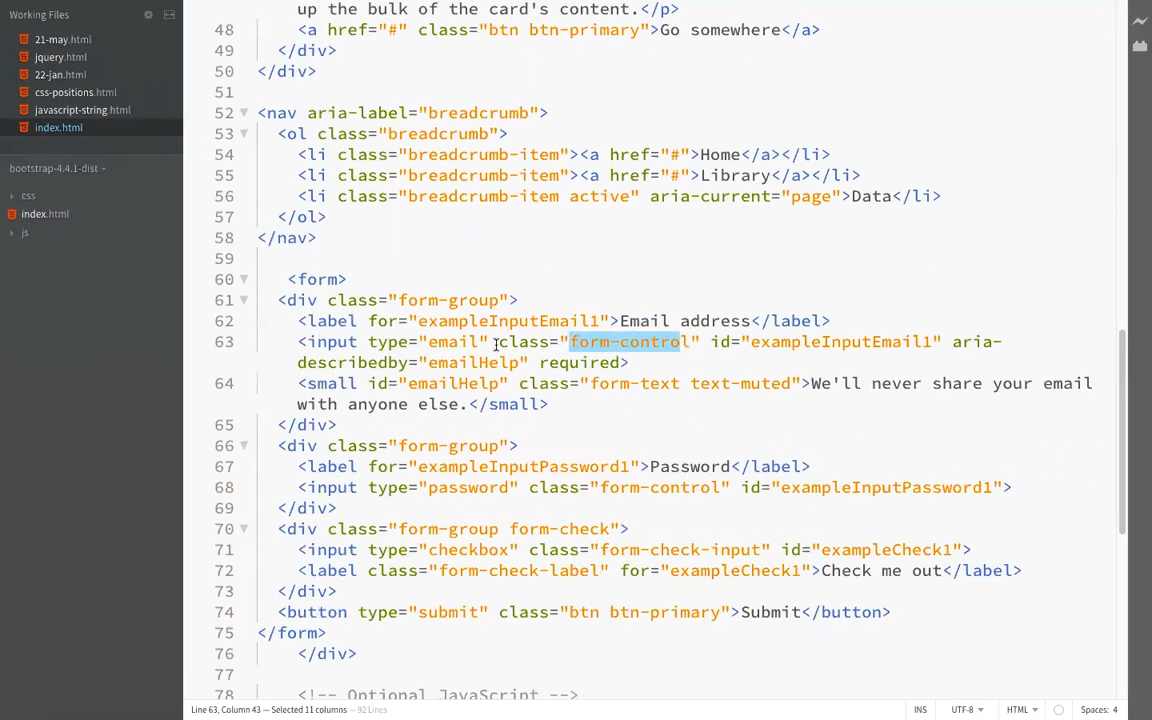 Working Files
21-may.html
jquery.html
22-jan.html
css-positions.html
javascript-string.html
index.html
bootstrap-4.4.1-dist
css
index.html
js
up the bulk of the card's content.</p>
48 <a href="#" class="btn btn-primary">Go somewhere</a>
49 </div>
50 </div>
51
52 <nav aria-label="breadcrumb">
53 <ol class="breadcrumb">
54 <li class="breadcrumb-item"><a href="#">Home</a></li>
55 <li class="breadcrumb-item"><a href="#">Library</a></li>
56 <li class="breadcrumb-item active" aria-current="page">Data</li>
57 </ol>
58 </nav>
59
60 <form>
61 <div class="form-group">
62 <label for="exampleInputEmail1">Email address</label>
63 <input type="email" class="form-control" id="exampleInputEmail1" aria-
describedby="emailHelp" required>
64 <small id="emailHelp" class="form-text text-muted">We'll never share your email
with anyone else.</small>
65 </div>
66 <div class="form-group">
67 <label for="exampleInputPassword1">Password</label>
68 <input type="password" class="form-control" id="exampleInputPassword1">
69 </div>
70 <div class="form-group form-check">
71 <input type="checkbox" class="form-check-input" id="exampleCheck1">
72 <label class="form-check-label" for="exampleCheck1">Check me out</label>
73 </div>
74 <button type="submit" class="btn btn-primary">Submit</button>
75 </form>
76 </div>
77
78 <!-- Optional JavaScript -->
Line 63, Column 43 — Selected 11 columns — 92 Lines
INS UTF-8 HTML Spaces: 4